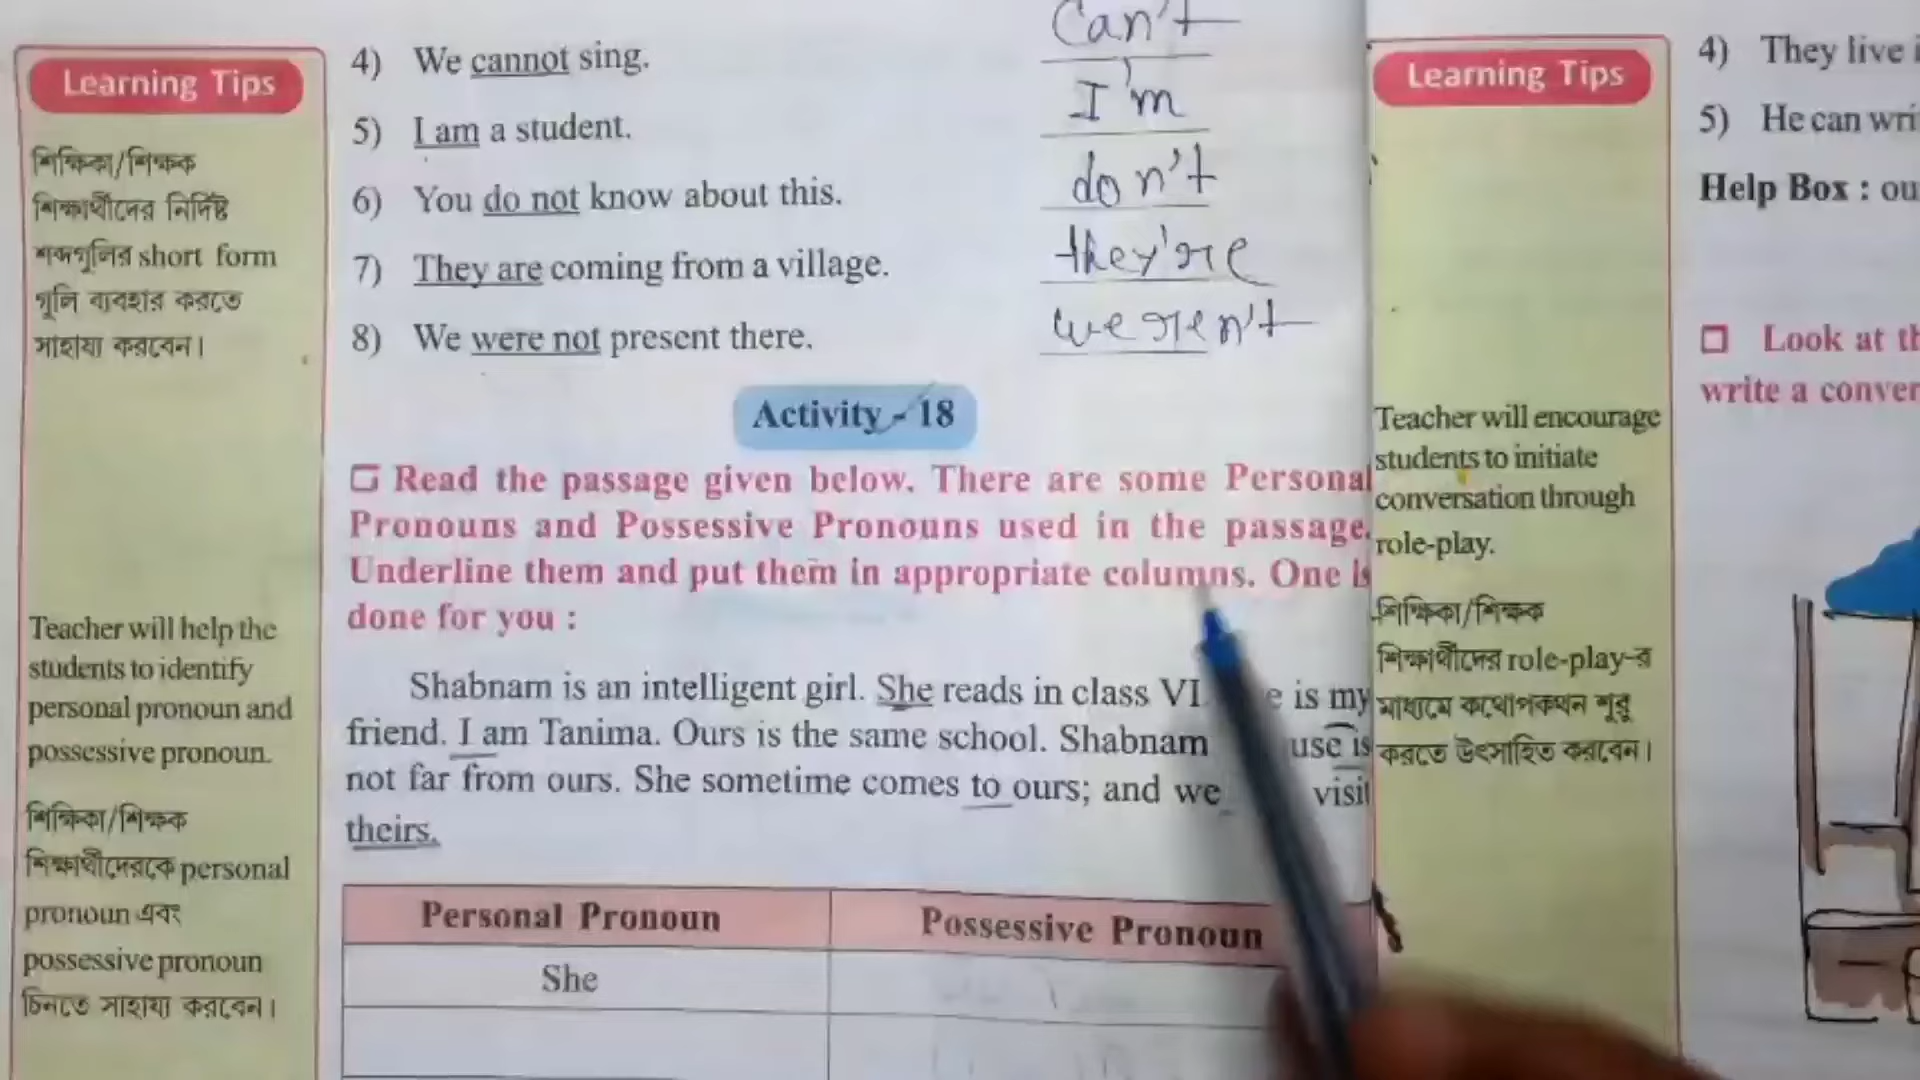 Learning Tips
শিক্ষিকা/শিক্ষক
শিক্ষার্থীদের নির্দিষ্ট
শব্দগুলির short form
গুলি ব্যবহার করতে
সাহায্য করবেন।
Teacher will help the
students to identify
personal pronoun and
possessive pronoun.
শিক্ষিকা/শিক্ষক
শিক্ষার্থীদেরকে personal
pronoun এবং
possessive pronoun
চিনতে সাহায্য করবেন।
Can't
4) We cannot sing. I'm
5) I am a student. don't
6) You do not know about this. they're
7) They are coming from a village. weren't
8) We were not present there.
Activity - 18
Read the passage given below. There are some Personal
Pronouns and Possessive Pronouns used in the passage.
Underline them and put them in appropriate columns. One is
done for you :
Shabnam is an intelligent girl. She reads in class VI is my
friend. I am Tanima. Ours is the same school. Shabnam is
not far from ours. She sometime comes to ours; and we visit
theirs.
Personal Pronoun Possessive Pronoun
She
Learning Tips
Teacher will encourage
students to initiate
conversation through
role-play.
শিক্ষিকা/শিক্ষক
শিক্ষার্থীদের role-play-র
মাধ্যমে কথোপকথন শুরু
করতে উৎসাহিত করবেন।
4) They live
5) He can
Help Box :
Look at
write a